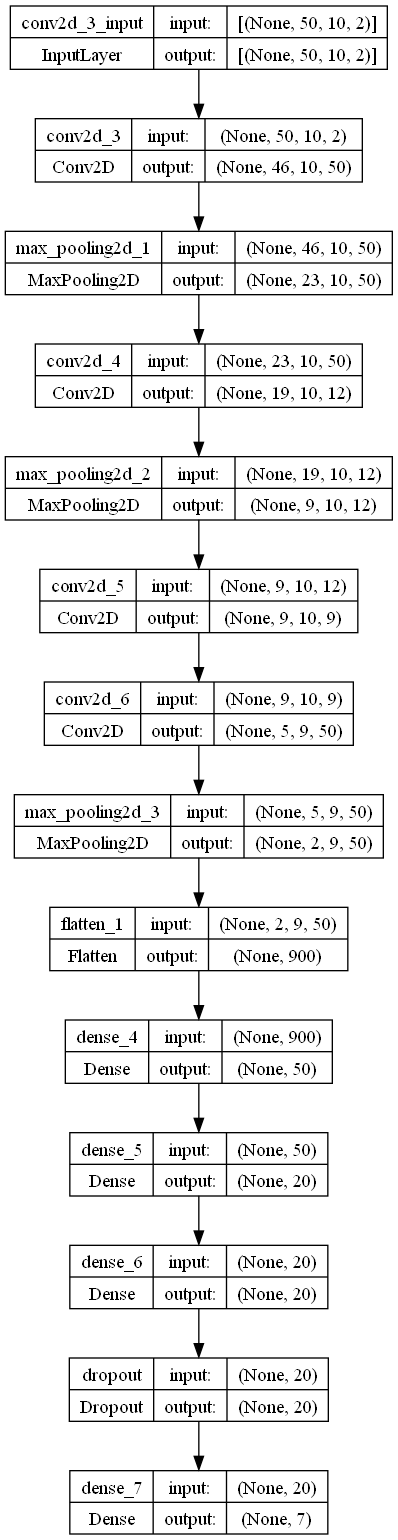 conv2d_3_input input: [(None, 50, 10, 2)]
InputLayer output: [(None, 50, 10, 2)]
conv2d_3 input: (None, 50, 10, 2)
Conv2D output: (None, 46, 10, 50)
max_pooling2d_1 input: (None, 46, 10, 50)
MaxPooling2D output: (None, 23, 10, 50)
conv2d_4 input: (None, 23, 10, 50)
Conv2D output: (None, 19, 10, 12)
max_pooling2d_2 input: (None, 19, 10, 12)
MaxPooling2D output: (None, 9, 10, 12)
conv2d_5 input: (None, 9, 10, 12)
Conv2D output: (None, 9, 10, 9)
conv2d_6 input: (None, 9, 10, 9)
Conv2D output: (None, 5, 9, 50)
max_pooling2d_3 input: (None, 5, 9, 50)
MaxPooling2D output: (None, 2, 9, 50)
flatten_1 input: (None, 2, 9, 50)
Flatten output: (None, 900)
dense_4 input: (None, 900)
Dense output: (None, 50)
dense_5 input: (None, 50)
Dense output: (None, 20)
dense_6 input: (None, 20)
Dense output: (None, 20)
dropout input: (None, 20)
Dropout output: (None, 20)
dense_7 input: (None, 20)
Dense output: (None, 7)